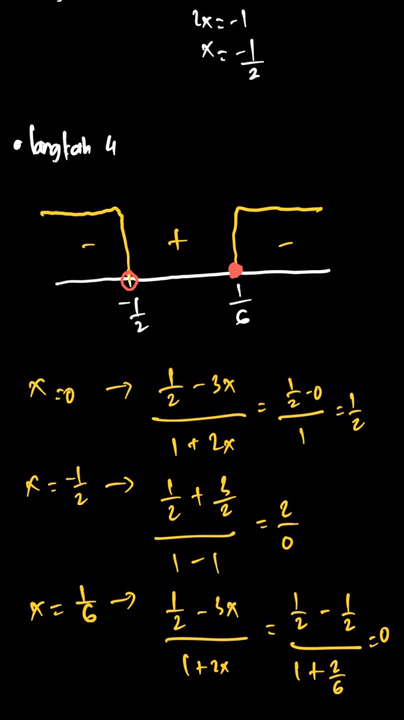 2x = -1
x = -1/2
• langkah 4
- + -
-1/2 1/6
x = 0 → (1/2 - 3x)/(1 + 2x) = (1/2 - 0)/1 = 1/2
x = -1/2 → (1/2 + 3/2)/(1 - 1) = 2/0
x = 1/6 → (1/2 - 3x)/(1 + 2x) = (1/2 - 1/2)/(1 + 2/6) = 0